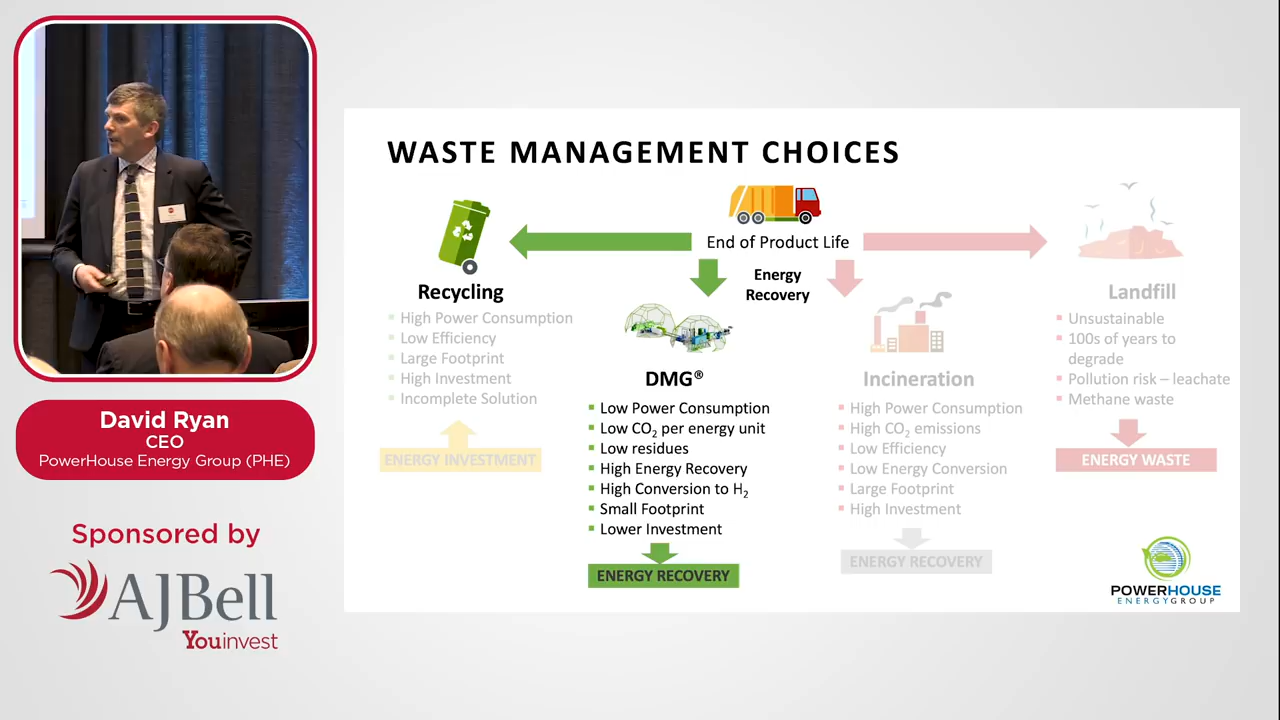 WASTE MANAGEMENT CHOICES
End of Product Life
Energy
Recovery
Recycling
High Power Consumption
Low Efficiency
Large Footprint
High Investment
Incomplete Solution
ENERGY INVESTMENT
DMG®
Low Power Consumption
Low CO₂ per energy unit
Low residues
High Energy Recovery
High Conversion to H₂
Small Footprint
Lower Investment
ENERGY RECOVERY
Incineration
High Power Consumption
High CO₂ emissions
Low Efficiency
Low Energy Conversion
Large Footprint
High Investment
ENERGY RECOVERY
Landfill
Unsustainable
100s of years to
degrade
Pollution risk – leachate
Methane waste
ENERGY WASTE
POWERHOUSE
ENERGYGROUP
David Ryan
CEO
PowerHouse Energy Group (PHE)
Sponsored by
AJBell
Youinvest